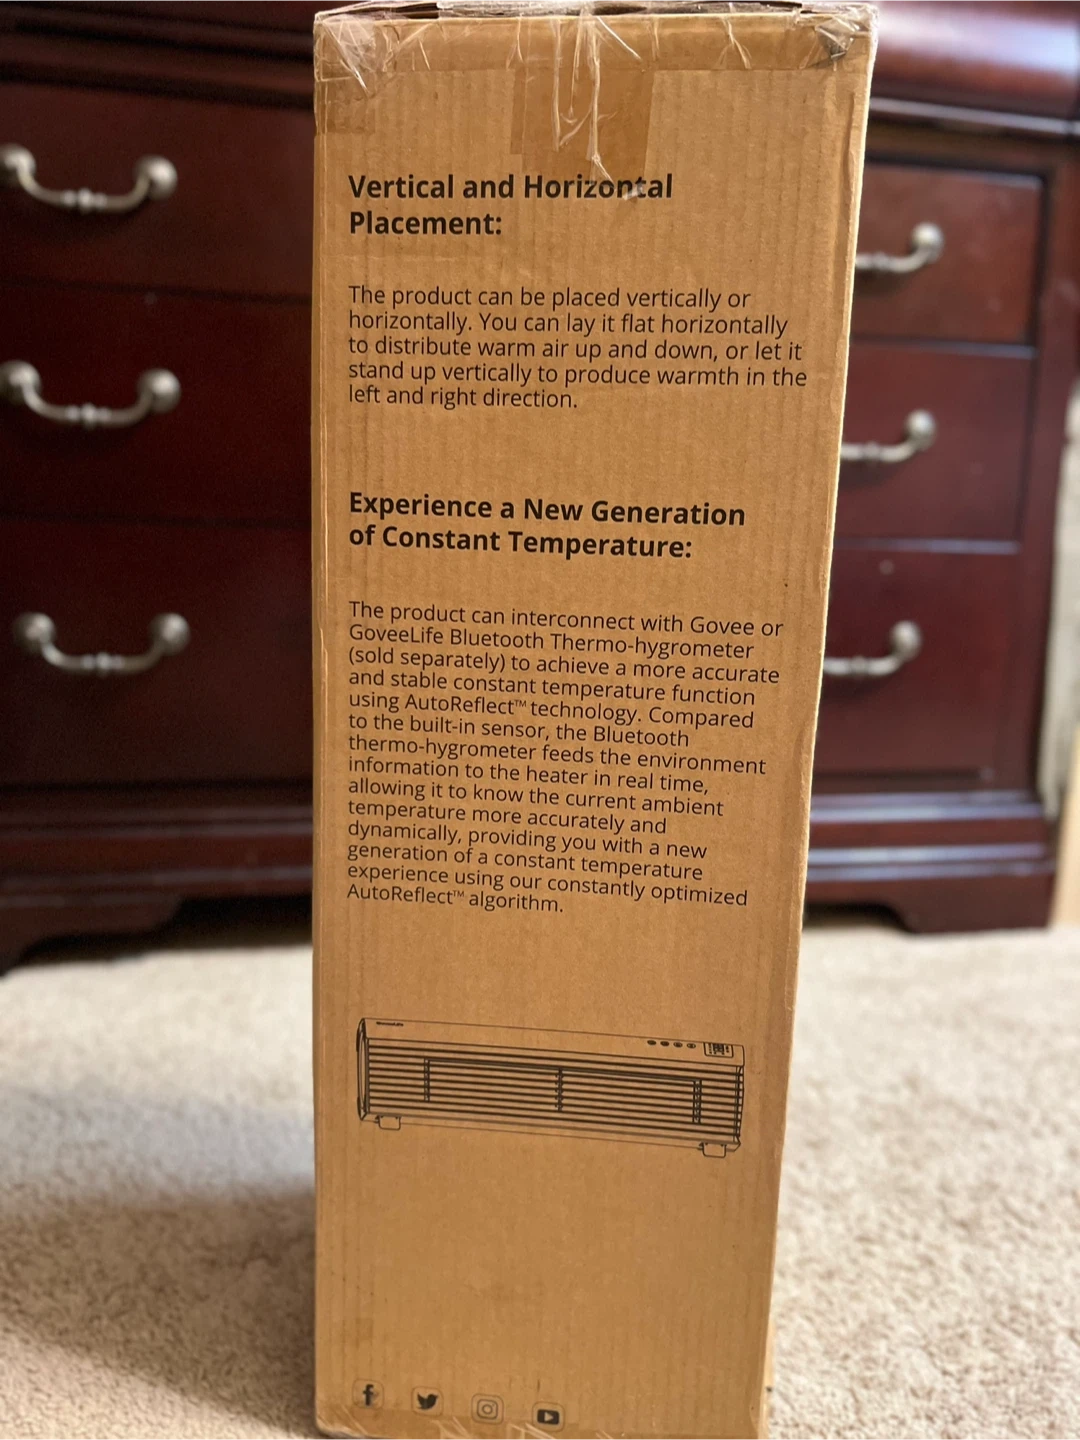 Vertical and Horizontal
Placement:
The product can be placed vertically or
horizontally. You can lay it flat horizontally
to distribute warm air up and down, or let it
stand up vertically to produce warmth in the
left and right direction.
Experience a New Generation
of Constant Temperature:
The product can interconnect with Govee or
GoveeLife Bluetooth Thermo-hygrometer
(sold separately) to achieve a more accurate
and stable constant temperature function
using AutoReflect™ technology. Compared
to the built-in sensor, the Bluetooth
thermo-hygrometer feeds the environment
information to the heater in real time,
allowing it to know the current ambient
temperature more accurately and
dynamically, providing you with a new
generation of a constant temperature
experience using our constantly optimized
AutoReflect™ algorithm.